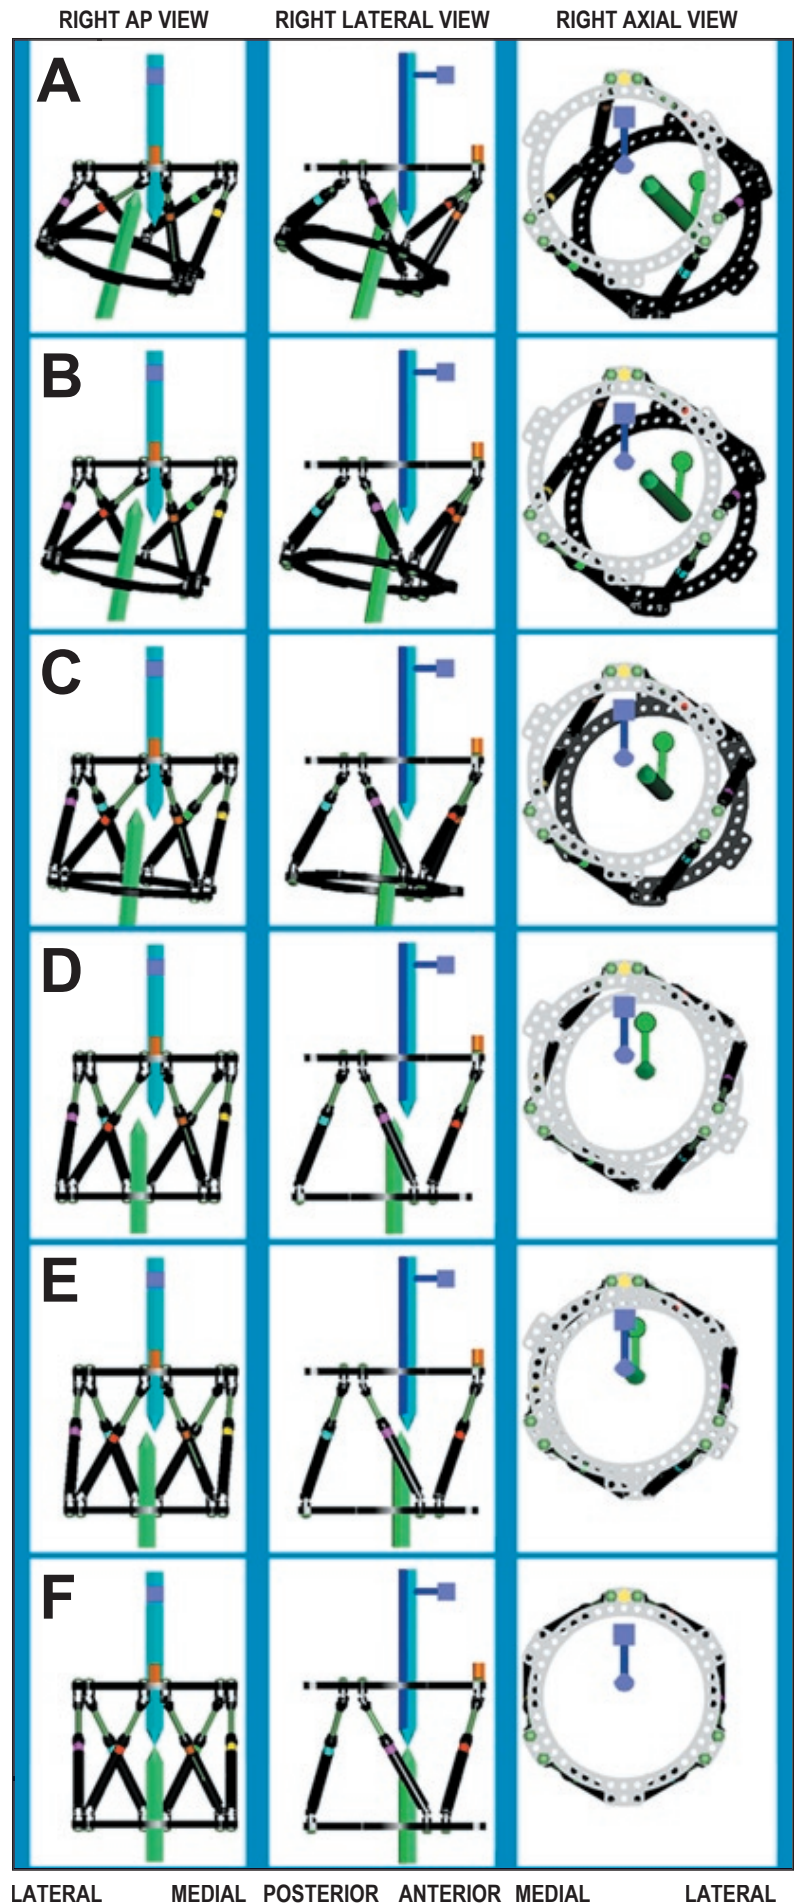 RIGHT AP VIEW RIGHT LATERAL VIEW RIGHT AXIAL VIEW
A
B
C
D
E
F
LATERAL MEDIAL POSTERIOR ANTERIOR MEDIAL LATERAL